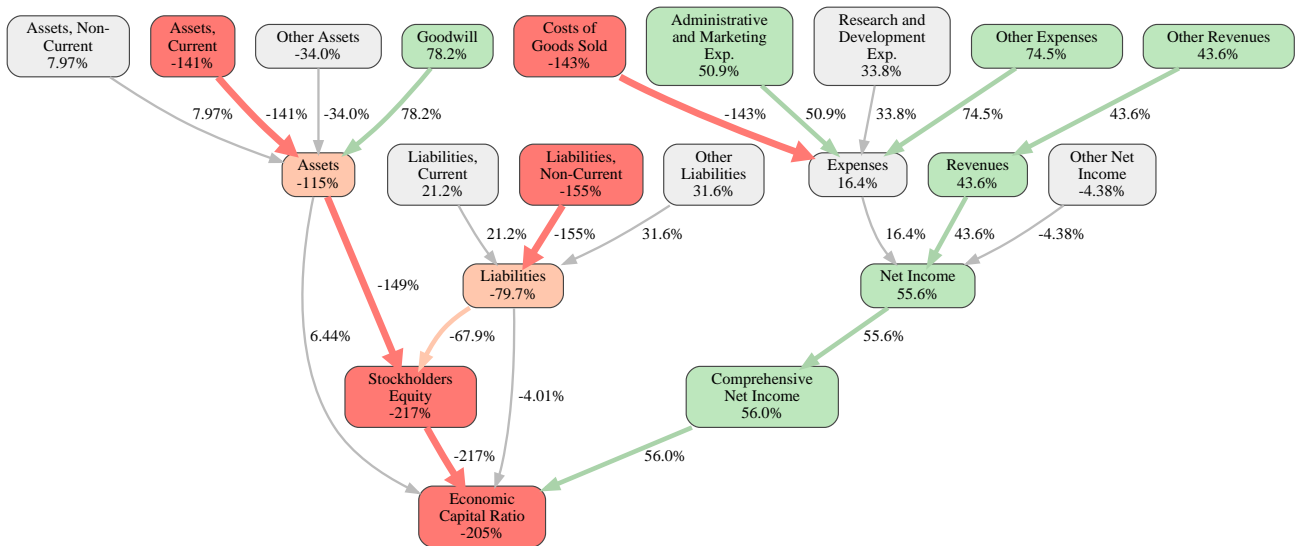 Assets, Non-
Current
7.97%
Assets,
Current
-141%
Other Assets
-34.0%
Goodwill
78.2%
Costs of
Goods Sold
-143%
Administrative
and Marketing
Exp.
50.9%
Research and
Development
Exp.
33.8%
Other Expenses
74.5%
Other Revenues
43.6%
7.97%
-141%
-34.0%
78.2%
-143%
50.9%
33.8%
74.5%
43.6%
Assets
-115%
Liabilities,
Current
21.2%
Liabilities,
Non-Current
-155%
Other
Liabilities
31.6%
Expenses
16.4%
Revenues
43.6%
Other Net
Income
-4.38%
21.2%
-155%
31.6%
16.4%
43.6%
-4.38%
Liabilities
-79.7%
Net Income
55.6%
-149%
6.44%
-67.9%
55.6%
Stockholders
Equity
-217%
-4.01%
Comprehensive
Net Income
56.0%
-217%
56.0%
Economic
Capital Ratio
-205%